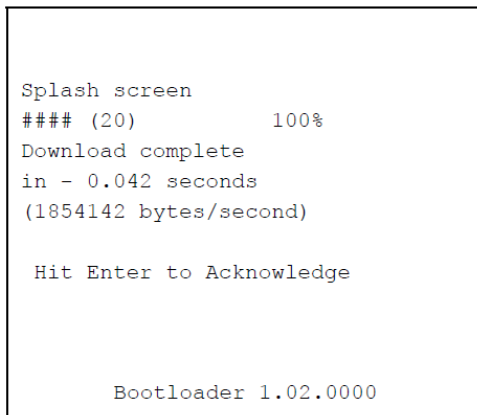 Splash screen
#### (20) 100%
Download complete
in - 0.042 seconds
(1854142 bytes/second)
Hit Enter to Acknowledge
Bootloader 1.02.0000